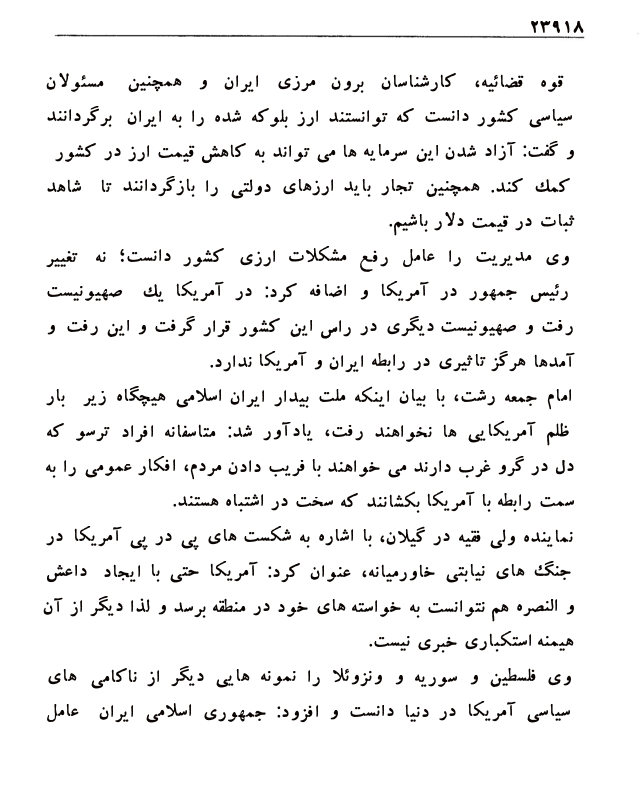 ۲۳۹۱۸
قوه قضائیه، کارشناسان برون مرزی ایران و همچنین مسئولان
سیاسی کشور دانست که توانستند ارز بلوکه شده را به ایران برگردانند
و گفت: آزاد شدن این سرمایه ها می تواند به کاهش قیمت ارز در کشور
کمك کند. همچنین تجار باید ارزهای دولتی را بازگردانند تا شاهد
ثبات در قیمت دلار باشیم.
وی مدیریت را عامل رفع مشکلات ارزی کشور دانست؛ نه تغییر
رئیس جمهور در آمریکا و اضافه کرد: در آمریکا یك صهیونیست
رفت و صهیونیست دیگری در راس این کشور قرار گرفت و این رفت و
آمدها هرگز تاثیری در رابطه ایران و آمریکا ندارد.
امام جمعه رشت، با بیان اینکه ملت بیدار ایران اسلامی هیچگاه زیر بار
ظلم آمریکایی ها نخواهند رفت، یادآور شد: متاسفانه افراد ترسو که
دل در گرو غرب دارند می خواهند با فریب دادن مردم، افکار عمومی را به
سمت رابطه با آمریکا بکشانند که سخت در اشتباه هستند.
نماینده ولی فقیه در گیلان، با اشاره به شکست های پی در پی آمریکا در
جنگ های نیابتی خاورمیانه، عنوان کرد: آمریکا حتی با ایجاد داعش
و النصره هم نتوانست به خواسته های خود در منطقه برسد و لذا دیگر از آن
هیمنه استکباری خبری نیست.
وی فلسطین و سوریه و ونزوئلا را نمونه هایی دیگر از ناکامی های
سیاسی آمریکا در دنیا دانست و افزود: جمهوری اسلامی ایران عامل